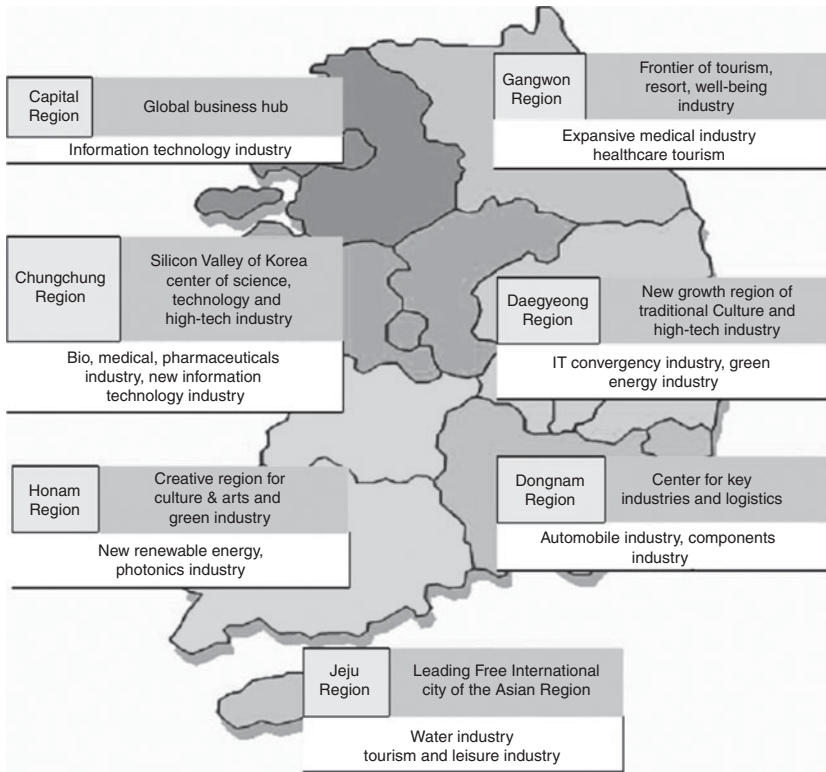 Capital
Region
Global business hub
Information technology industry
Gangwon
Region
Frontier of tourism,
resort, well-being
industry
Expansive medical industry
healthcare tourism
Chungchung
Region
Silicon Valley of Korea
center of science,
technology and
high-tech industry
Bio, medical, pharmaceuticals
industry, new information
technology industry
Daegyeong
Region
New growth region of
traditional Culture and
high-tech industry
IT convergency industry, green
energy industry
Honam
Region
Creative region for
culture & arts and
green industry
New renewable energy,
photonics industry
Dongnam
Region
Center for key
industries and logistics
Automobile industry, components
industry
Jeju
Region
Leading Free International
city of the Asian Region
Water industry
tourism and leisure industry